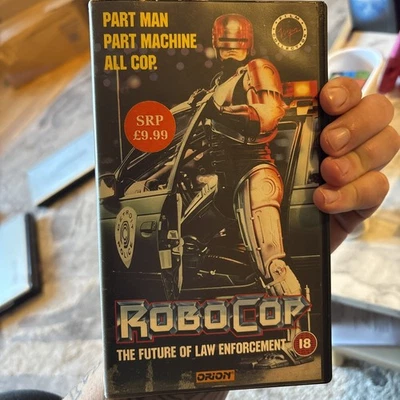 PART MAN
PART MACHINE
ALL COP.
SRP
£9.99
ROBOCOP
THE FUTURE OF LAW ENFORCEMENT
18
ORION